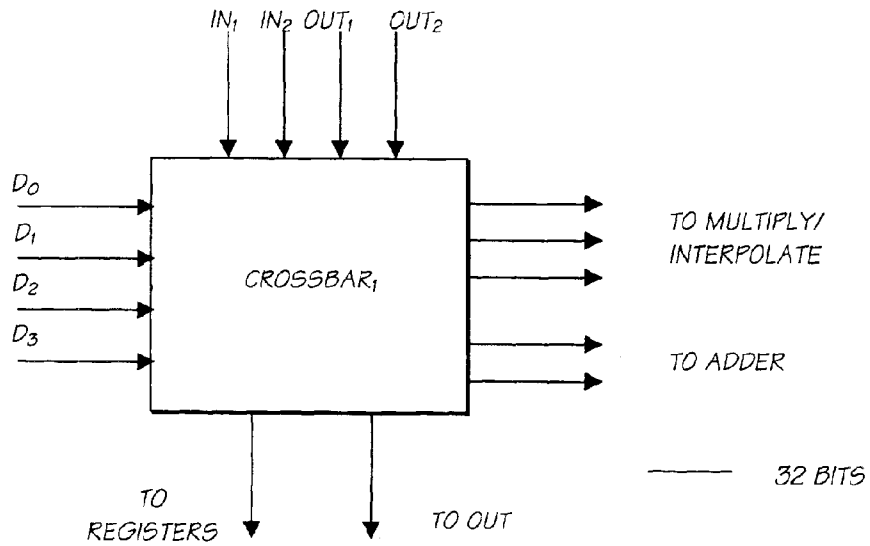 IN₁ IN₂ OUT₁ OUT₂
D₀
D₁
D₂
D₃
CROSSBAR₁
TO MULTIPLY/
INTERPOLATE
TO ADDER
32 BITS
TO
REGISTERS
TO OUT